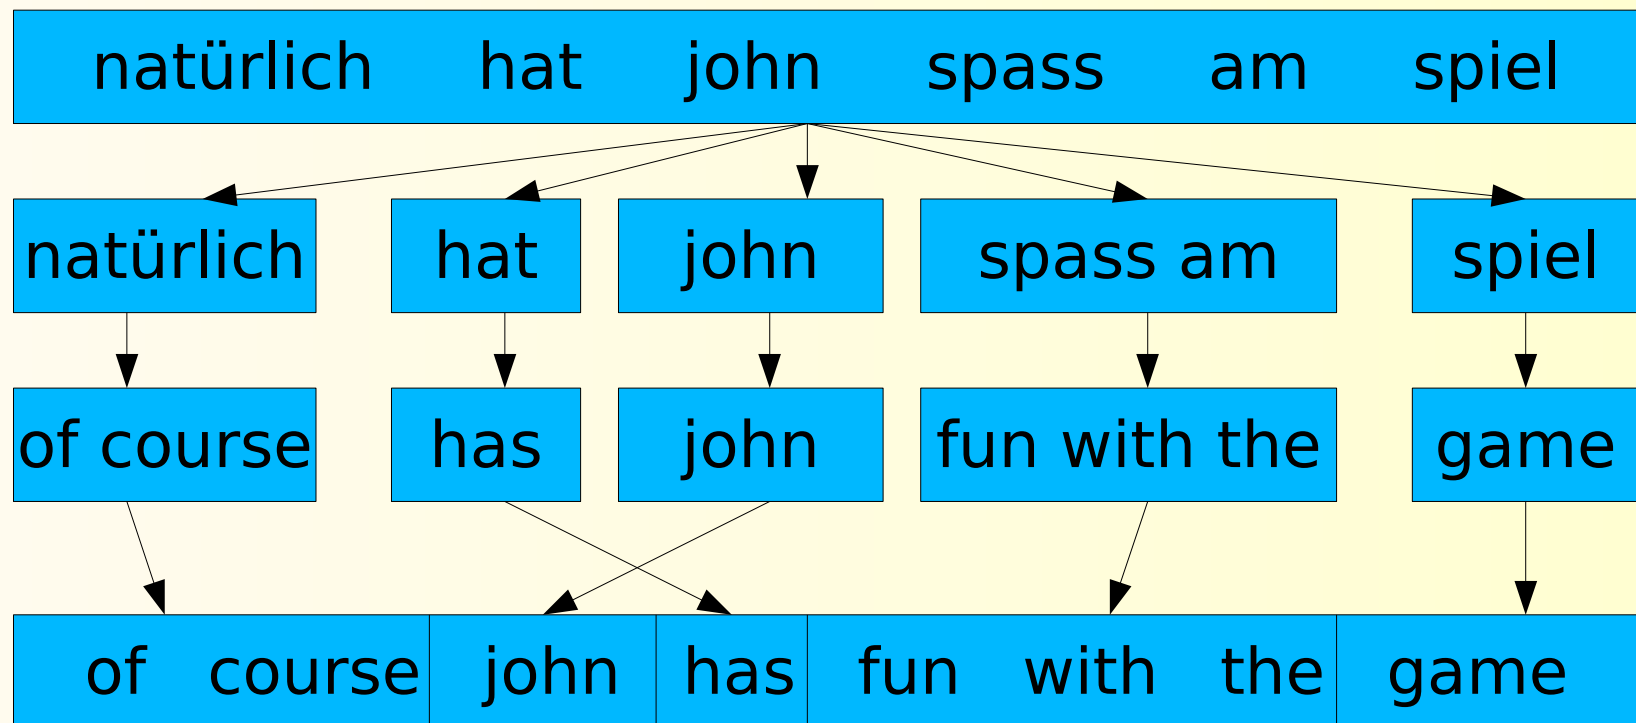 natürlich hat john spass am spiel
natürlich hat john spass am spiel
of course has john fun with the game
of course john has fun with the game